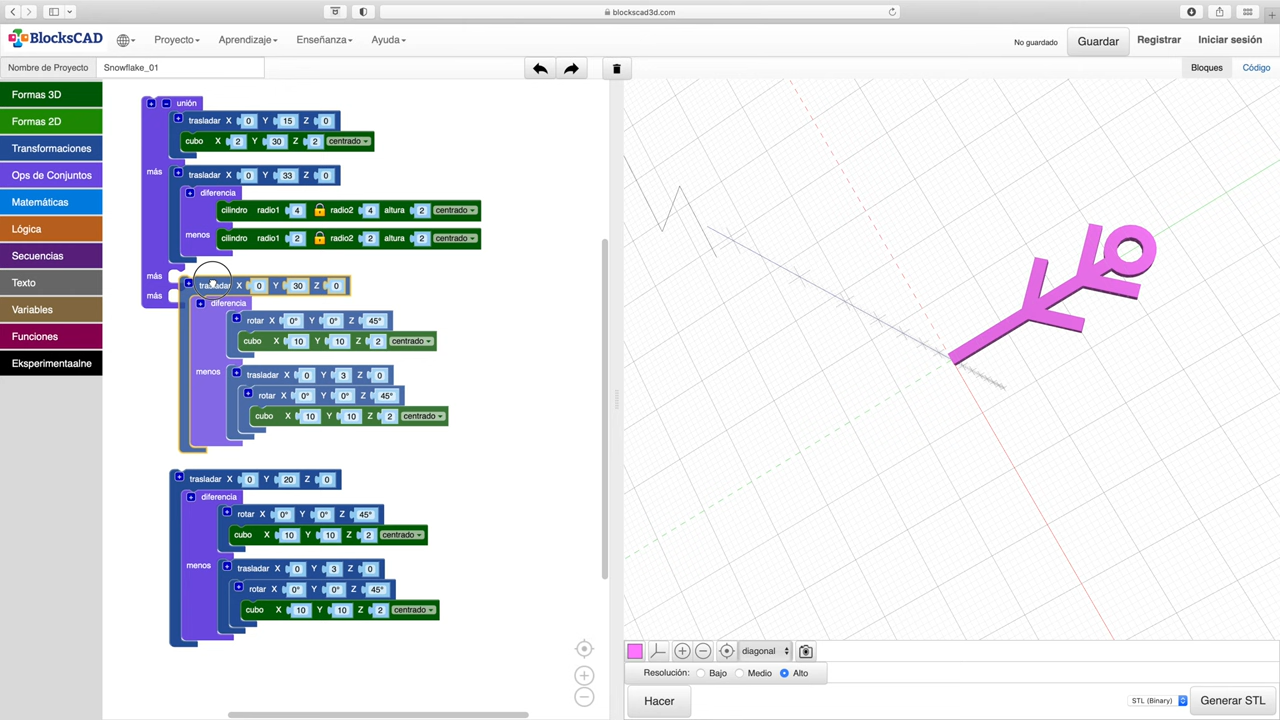 blockscad3d.com
BlocksCAD Proyecto Aprendizaje Enseñanza Ayuda No guardado Guardar Registrar Iniciar sesión
Nombre de Proyecto Snowflake_01 Bloques Código
Formas 3D
Formas 2D
Transformaciones
Ops de Conjuntos
Matemáticas
Lógica
Secuencias
Texto
Variables
Funciones
Eksperimentaalne
+ - unión
+ trasladar X 0 Y 15 Z 0
cubo X 2 Y 30 Z 2 centrado
más + trasladar X 0 Y 33 Z 0
+ diferencia
cilindro radio1 4 radio2 4 altura 2 centrado
menos cilindro radio1 2 radio2 2 altura 2 centrado
más
+ trasladar X 0 Y 30 Z 0
más
+ diferencia
+ rotar X 0° Y 0° Z 45°
cubo X 10 Y 10 Z 2 centrado
menos + trasladar X 0 Y 3 Z 0
+ rotar X 0° Y 0° Z 45°
cubo X 10 Y 10 Z 2 centrado
+ trasladar X 0 Y 20 Z 0
+ diferencia
+ rotar X 0° Y 0° Z 45°
cubo X 10 Y 10 Z 2 centrado
menos + trasladar X 0 Y 3 Z 0
+ rotar X 0° Y 0° Z 45°
cubo X 10 Y 10 Z 2 centrado
diagonal
Resolución: Bajo Medio Alto
Hacer STL (Binary) Generar STL